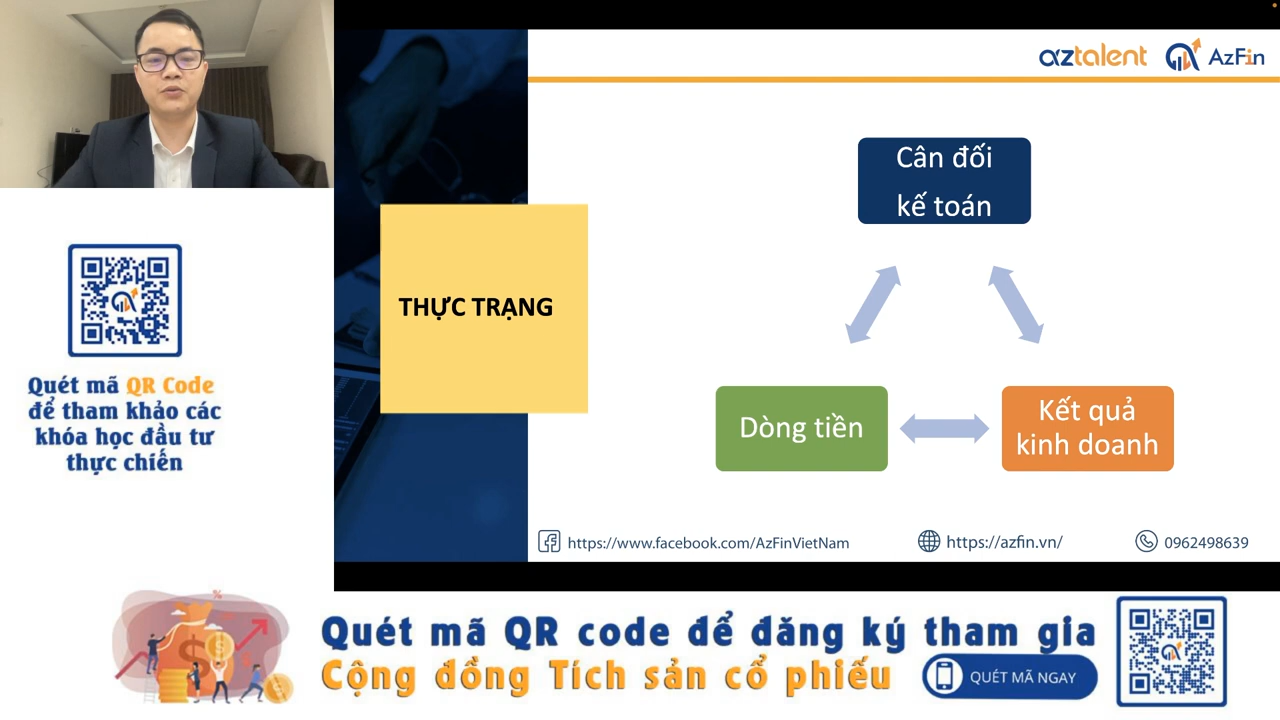 aztalent
AzFin
Cân đối
kế toán
THỰC TRẠNG
Dòng tiền
Kết quả
kinh doanh
https://www.facebook.com/AzFinVietNam
https://azfin.vn/
0962498639
Quét mã QR Code
để tham khảo các
khóa học đầu tư
thực chiến
Quét mã QR code để đăng ký tham gia
Cộng đồng Tích sản cổ phiếu
QUÉT MÃ NGAY